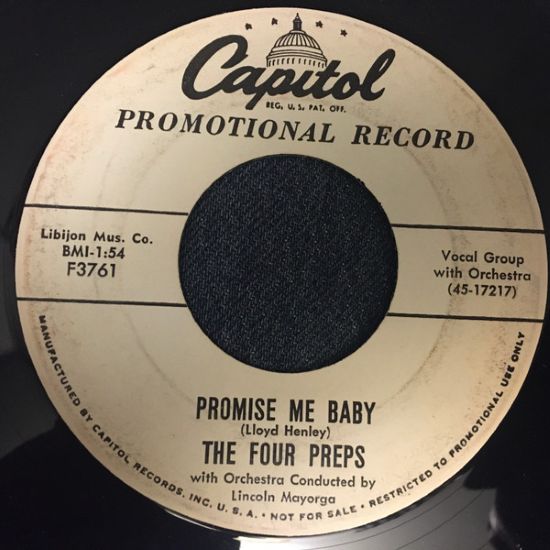 Capitol
REG. U.S. PAT. OFF.
PROMOTIONAL RECORD
Libijon Mus. Co.
BMI-1:54
F3761
Vocal Group
with Orchestra
(45-17217)
PROMISE ME BABY
(Lloyd Henley)
THE FOUR PREPS
with Orchestra Conducted by
Lincoln Mayorga
MANUFACTURED BY CAPITOL RECORDS, INC. U.S.A. • NOT FOR SALE • RESTRICTED TO PROMOTIONAL USE ONLY